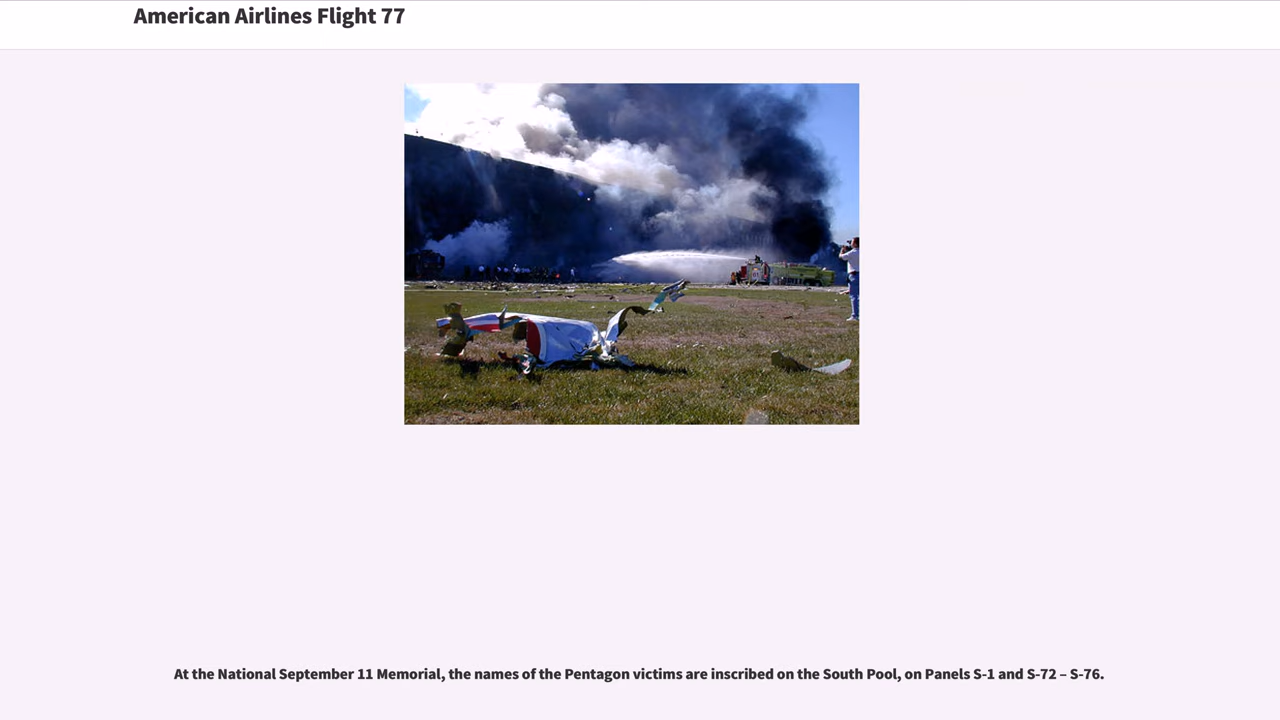 American Airlines Flight 77
At the National September 11 Memorial, the names of the Pentagon victims are inscribed on the South Pool, on Panels S-1 and S-72 – S-76.